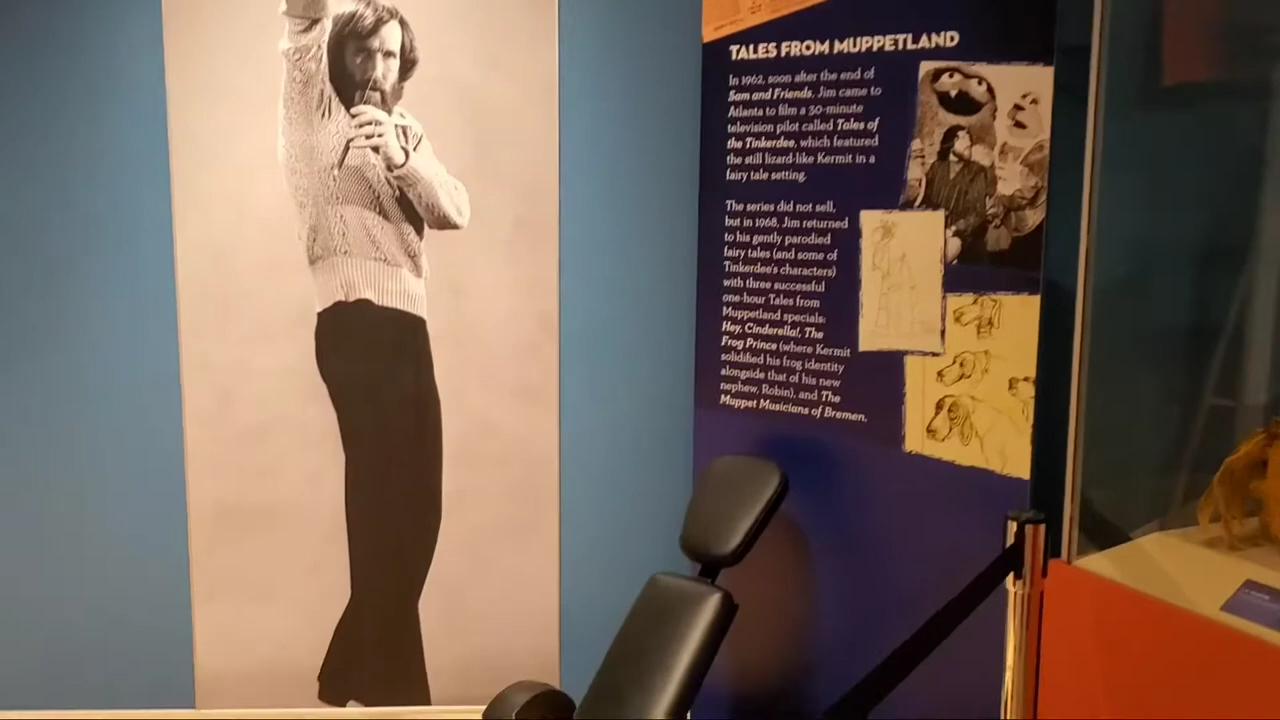 TALES FROM MUPPETLAND
In 1962, soon after the end of
Sam and Friends, Jim came to
Atlanta to film a 30-minute
television pilot called Tales of
the Tinkerdee, which featured
the still lizard-like Kermit in a
fairy tale setting.
The series did not sell,
but in 1968, Jim returned
to his gently parodied
fairy tales (and some of
Tinkerdee's characters)
with three successful
one-hour Tales from
Muppetland specials:
Hey, Cinderella!, The
Frog Prince (where Kermit
solidified his frog identity
alongside that of his new
nephew, Robin), and The
Muppet Musicians of Bremen.